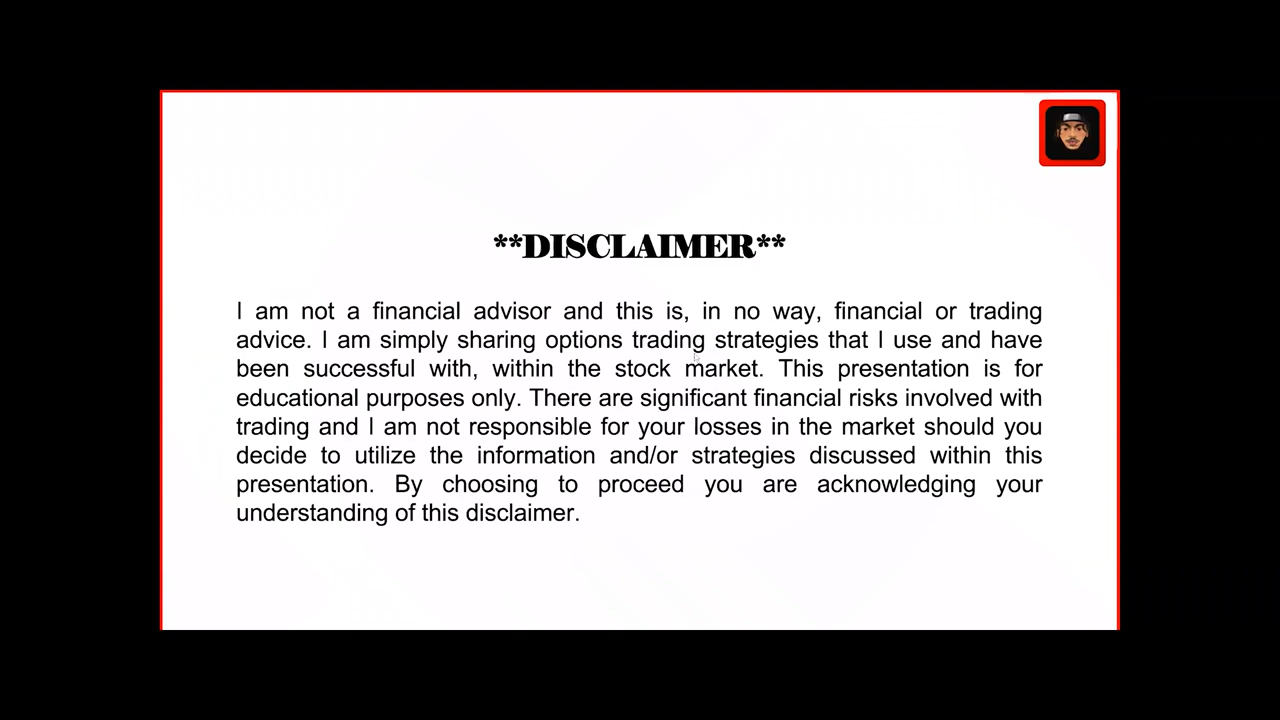 **DISCLAIMER**
I am not a financial advisor and this is, in no way, financial or trading
advice. I am simply sharing options trading strategies that I use and have
been successful with, within the stock market. This presentation is for
educational purposes only. There are significant financial risks involved with
trading and I am not responsible for your losses in the market should you
decide to utilize the information and/or strategies discussed within this
presentation. By choosing to proceed you are acknowledging your
understanding of this disclaimer.